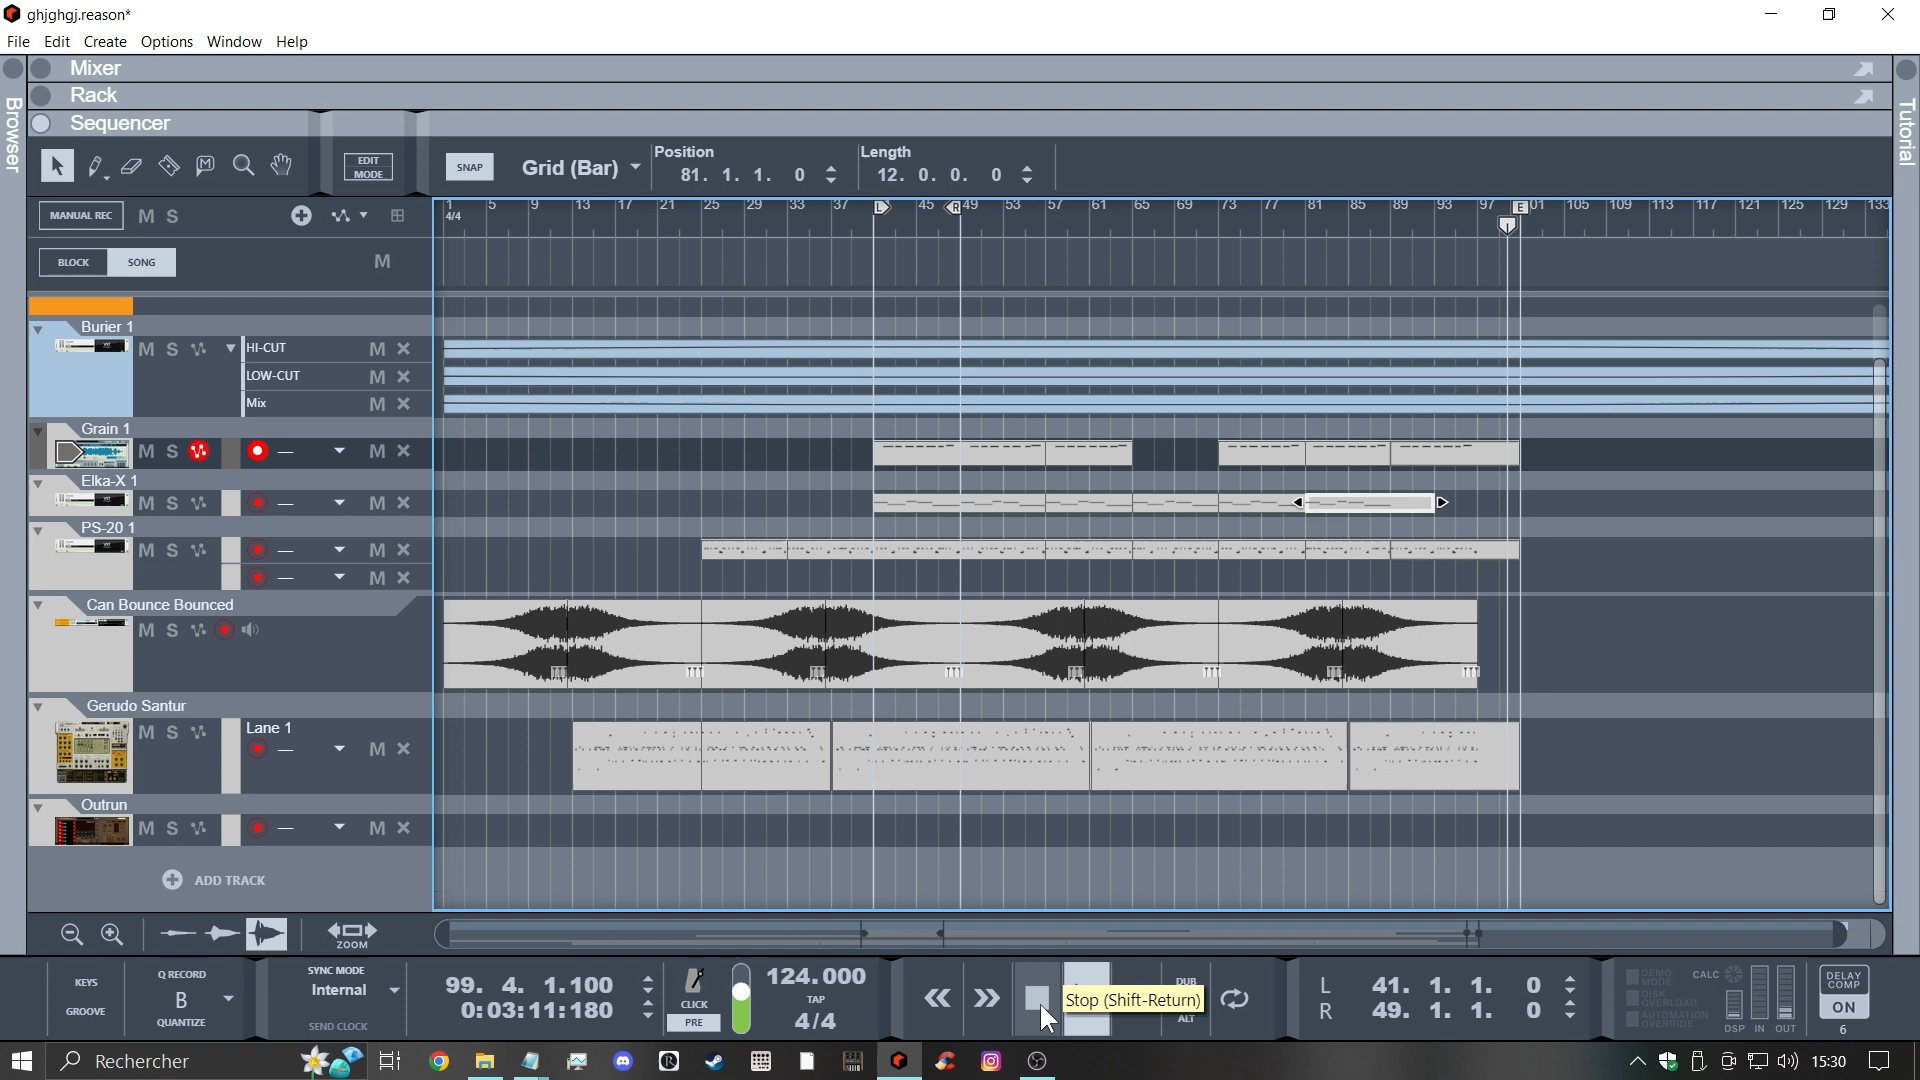 ghjghgj.reason*
File Edit Create Options Window Help
Browser
Mixer
Rack
Sequencer
Tutorial
EDIT MODE
SNAP
Grid (Bar)
Position
81. 1. 1. 0
Length
12. 0. 0. 0
MANUAL REC M S
1 5 9 13 17 21 25 29 33 37 L 45 R 49 53 57 61 65 69 73 77 81 85 89 93 97 E 01 105 109 113 117 121 125 129 133
4/4
BLOCK SONG M
Burier 1
M S HI-CUT M
LOW-CUT M
Mix M
Grain 1
M S M
Elka-X 1
M S M
PS-20 1
M S M
M
Can Bounce Bounced
M S
Gerudo Santur
M S Lane 1
M
Outrun
M S M
ADD TRACK
ZOOM
KEYS
GROOVE
Q RECORD
B
QUANTIZE
SYNC MODE
Internal
SEND CLOCK
99. 4. 1.100
0:03:11:180
CLICK
PRE
124.000
TAP
4/4
Stop (Shift-Return)
DUB
ALT
L 41. 1. 1. 0
R 49. 1. 1. 0
DEMO MODE
DISK OVERLOAD
AUTOMATION OVERRIDE
CALC
DSP IN OUT
DELAY COMP
ON
6
Rechercher
15:30